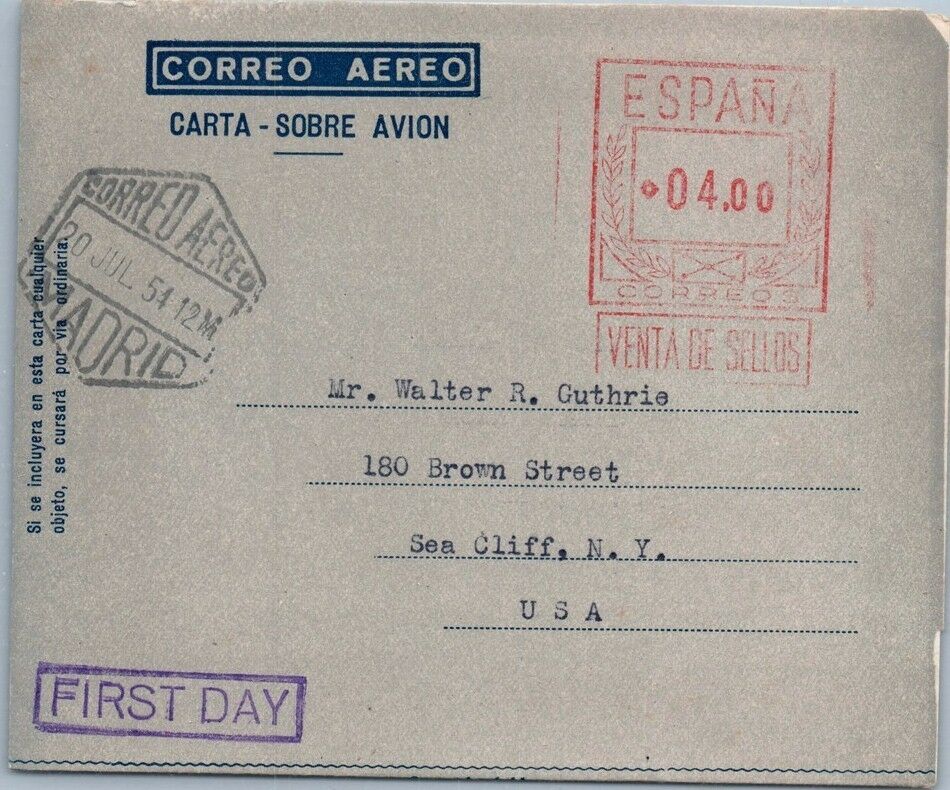 CORREO AEREO
CARTA - SOBRE AVION
ESPAÑA
04.00
CORREOS
VENTA DE SELLOS
CORREO AEREO
20 JUL. 54 12M
MADRID
Si se incluyera en esta carta cualquier
objeto, se cursará por vía ordinaria.
Mr. Walter R. Guthrie
180 Brown Street
Sea Cliff, N. Y.
U S A
FIRST DAY